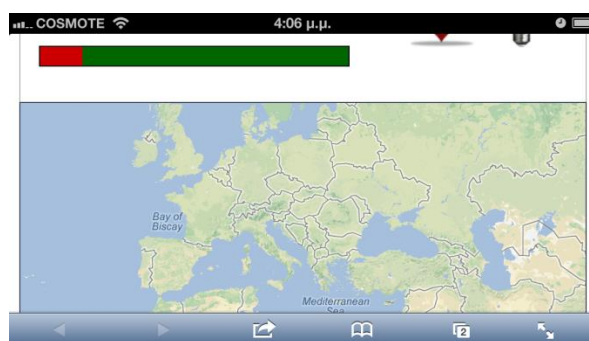 COSMOTE 4:06 μ.μ.
Bay of
Biscay
Mediterranean
Sea
2